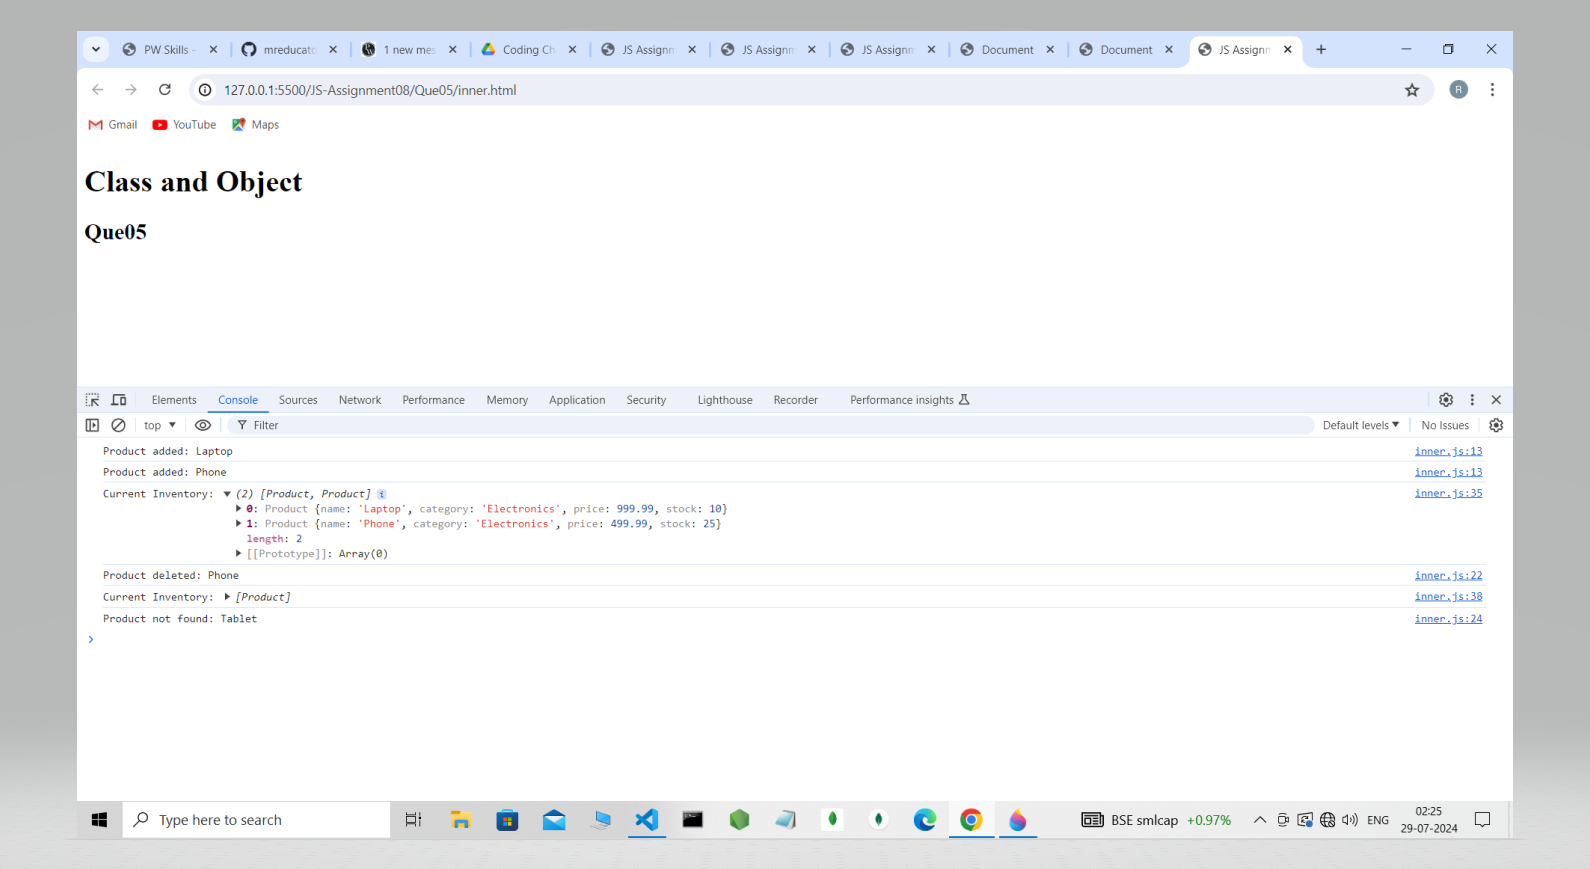 PW Skills - mreducato 1 new mes Coding Ch JS Assignm JS Assignm JS Assignm Document Document JS Assignm
127.0.0.1:5500/JS-Assignment08/Que05/inner.html R
Gmail YouTube Maps
Class and Object
Que05
Elements Console Sources Network Performance Memory Application Security Lighthouse Recorder Performance insights
top ▼ Filter Default levels ▼ No Issues
Product added: Laptop inner.js:13
Product added: Phone inner.js:13
Current Inventory: ▼ (2) [Product, Product] i inner.js:35
▶ 0: Product {name: 'Laptop', category: 'Electronics', price: 999.99, stock: 10}
▶ 1: Product {name: 'Phone', category: 'Electronics', price: 499.99, stock: 25}
length: 2
▶ [[Prototype]]: Array(0)
Product deleted: Phone inner.js:22
Current Inventory: ▶ [Product] inner.js:38
Product not found: Tablet inner.js:24
>
Type here to search BSE smlcap +0.97% ENG 02:25
29-07-2024